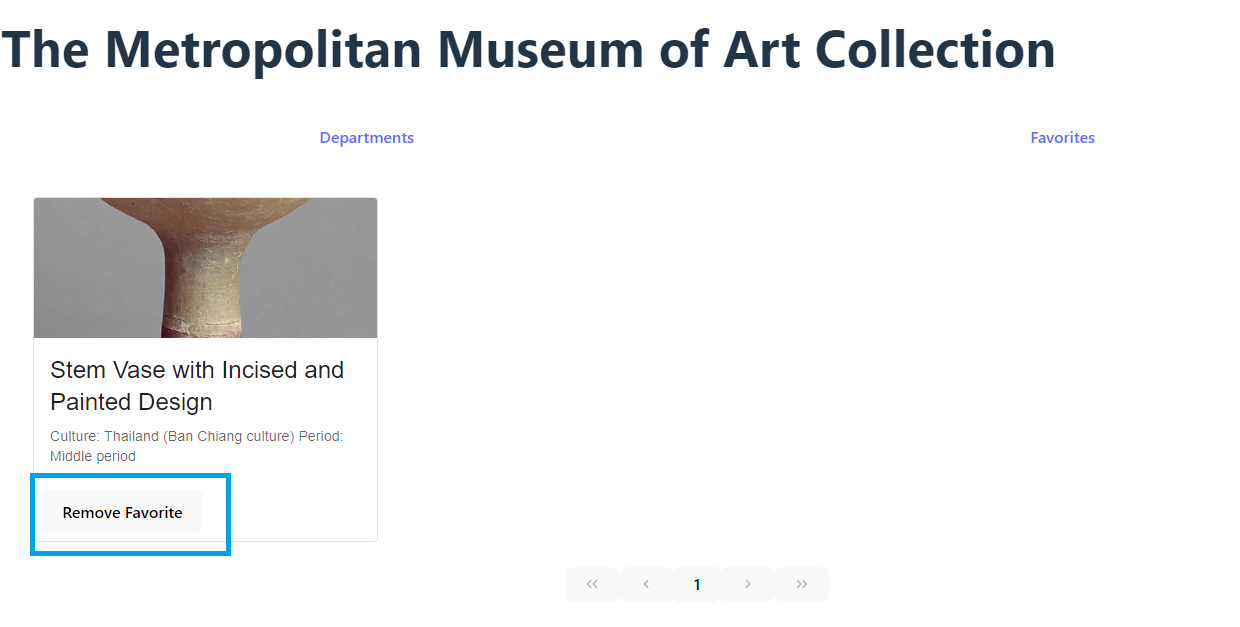 The Metropolitan Museum of Art Collection
Departments Favorites
Stem Vase with Incised and
Painted Design
Culture: Thailand (Ban Chiang culture) Period:
Middle period
Remove Favorite
« ‹ 1 › »